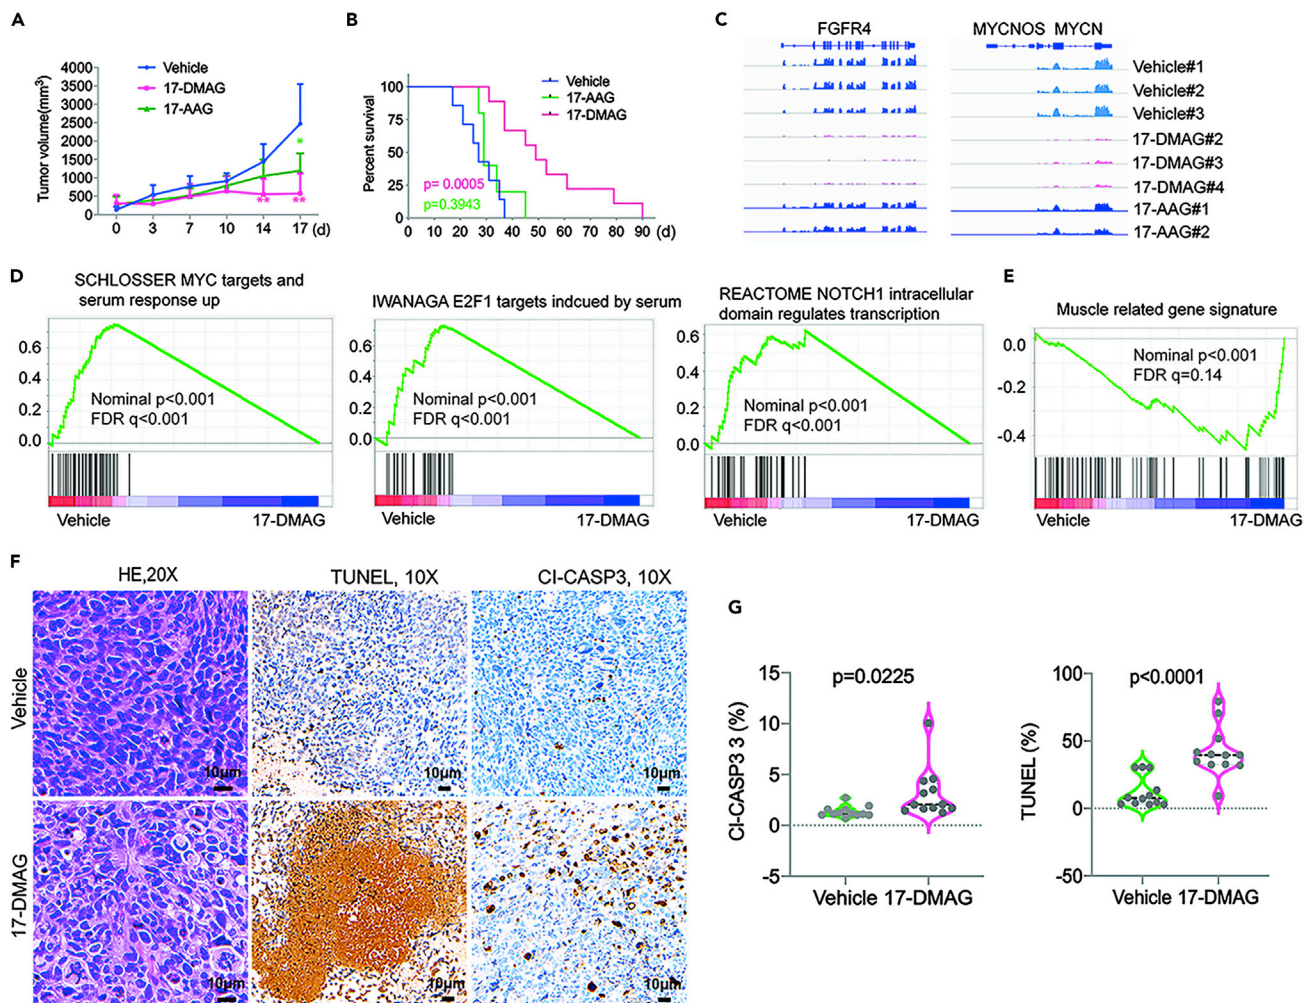 A
Tumor volume(mm³)
4000
3500
3000
2500
2000
1500
1000
500
0
Vehicle
17-DMAG
17-AAG
*
**
**
0 3 7 10 14 17 (d)
B
Percent survival
100
75
50
25
0
Vehicle
17-AAG
17-DMAG
p= 0.0005
p=0.3943
0 10 20 30 40 50 60 70 80 90 (d)
C
FGFR4
MYCNOS MYCN
Vehicle#1
Vehicle#2
Vehicle#3
17-DMAG#2
17-DMAG#3
17-DMAG#4
17-AAG#1
17-AAG#2
D
SCHLOSSER MYC targets and
serum response up
0.6
0.4
0.2
0.0
Nominal p<0.001
FDR q<0.001
Vehicle 17-DMAG
IWANAGA E2F1 targets indcued by serum
0.6
0.4
0.2
0.0
Nominal p<0.001
FDR q<0.001
Vehicle 17-DMAG
REACTOME NOTCH1 intracellular
domain regulates transcription
0.6
0.4
0.2
0.0
Nominal p<0.001
FDR q<0.001
Vehicle 17-DMAG
E
Muscle related gene signature
0.0
-0.2
-0.4
Nominal p<0.001
FDR q=0.14
Vehicle 17-DMAG
F
HE,20X
TUNEL, 10X
CI-CASP3, 10X
Vehicle
10μm
10μm
10μm
17-DMAG
10μm
10μm
10μm
G
CI-CASP3 3 (%)
15
10
5
0
-5
p=0.0225
Vehicle 17-DMAG
TUNEL (%)
100
50
0
-50
p<0.0001
Vehicle 17-DMAG